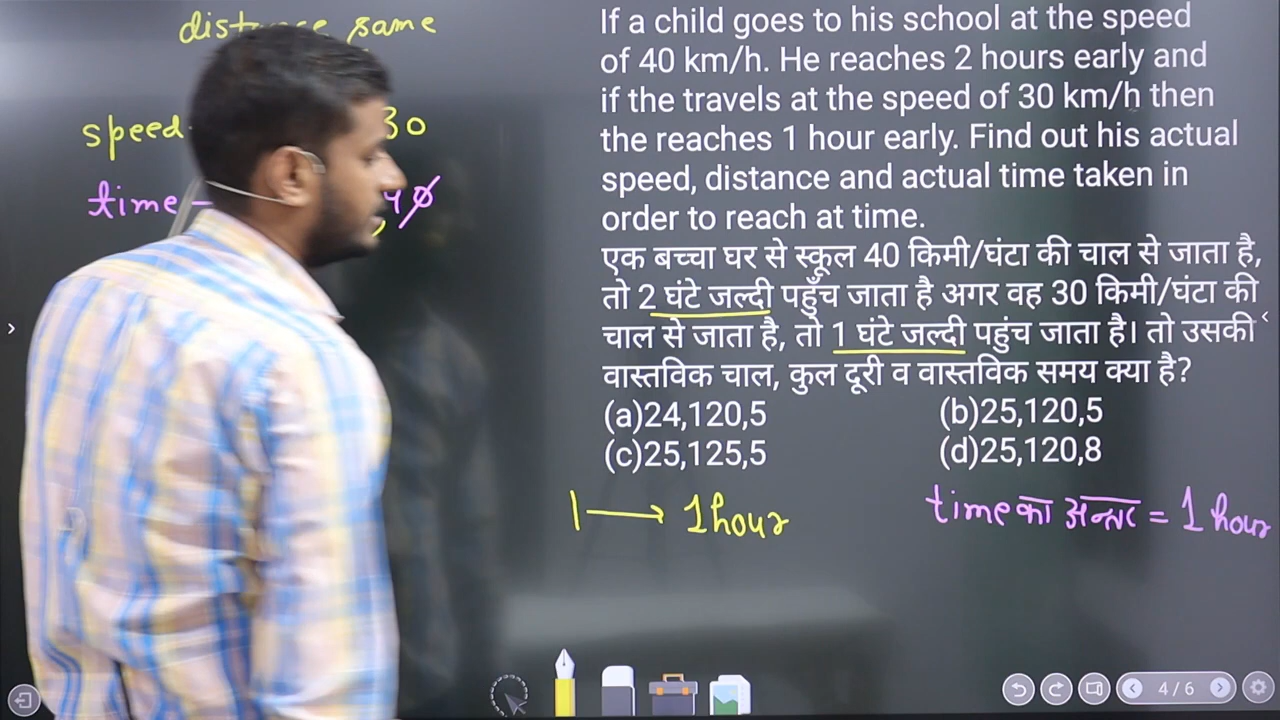 distance same
speed 30
time – 40
If a child goes to his school at the speed
of 40 km/h. He reaches 2 hours early and
if the travels at the speed of 30 km/h then
the reaches 1 hour early. Find out his actual
speed, distance and actual time taken in
order to reach at time.
एक बच्चा घर से स्कूल 40 किमी/घंटा की चाल से जाता है,
तो 2 घंटे जल्दी पहुँच जाता है अगर वह 30 किमी/घंटा की
चाल से जाता है, तो 1 घंटे जल्दी पहुंच जाता है। तो उसकी
वास्तविक चाल, कुल दूरी व वास्तविक समय क्या है?
(a)24,120,5 (b)25,120,5
(c)25,125,5 (d)25,120,8
1 → 1 hour
time का अन्तर = 1 hour
4 / 6